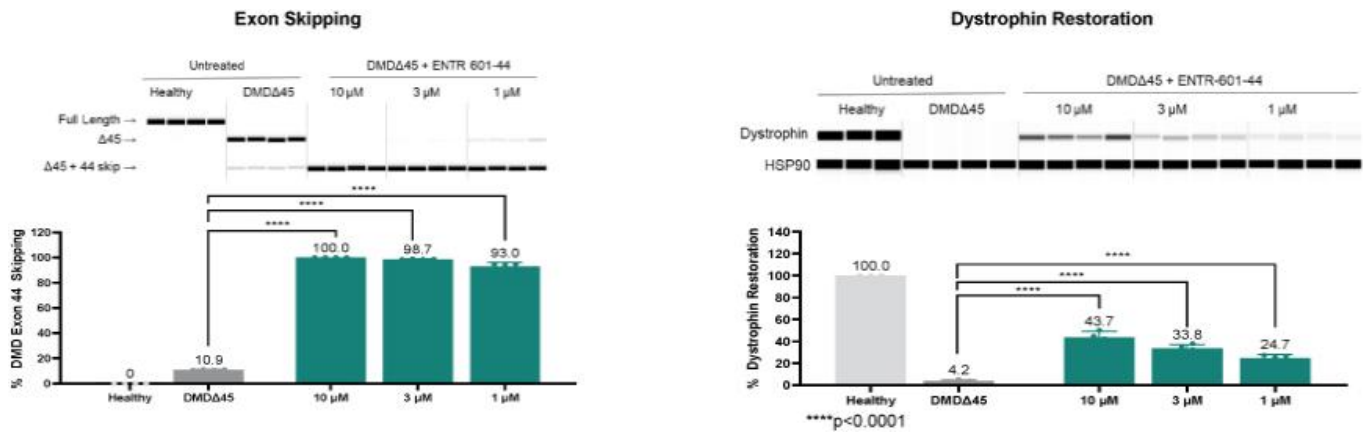 Exon Skipping
Untreated DMDΔ45 + ENTR 601-44
Healthy DMDΔ45 10 µM 3 µM 1 µM
Full Length →
Δ45 →
Δ45 + 44 skip →
****
****
****
% DMD Exon 44 Skipping
120
100
80
60
40
20
0
0 10.9 100.0 98.7 93.0
Healthy DMDΔ45 10 µM 3 µM 1 µM
Dystrophin Restoration
Untreated DMDΔ45 + ENTR-601-44
Healthy DMDΔ45 10 µM 3 µM 1 µM
Dystrophin
HSP90
****
****
****
% Dystrophin Restoration
140
120
100
80
60
40
20
0
100.0 4.2 43.7 33.8 24.7
Healthy DMDΔ45 10 µM 3 µM 1 µM
****p<0.0001